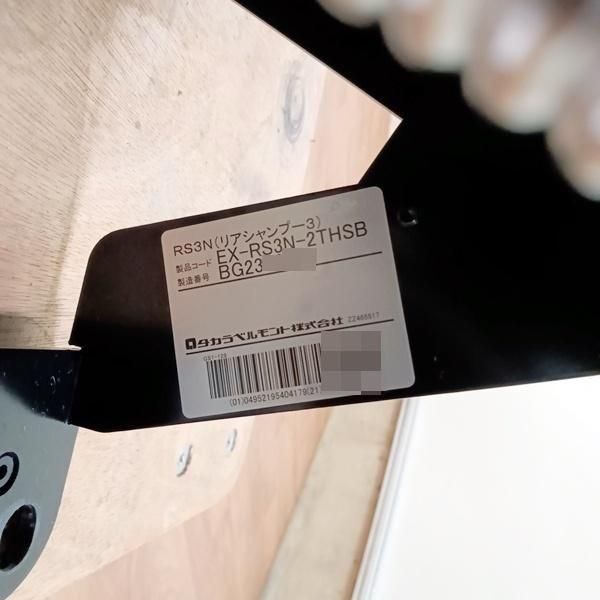 RS3N(リアシャンプー3)
製品コード EX-RS3N-2THSB
製造番号 BG23
タカラベルモント株式会社 ZZ465517
GS1-128
(01)04952195404179(21)